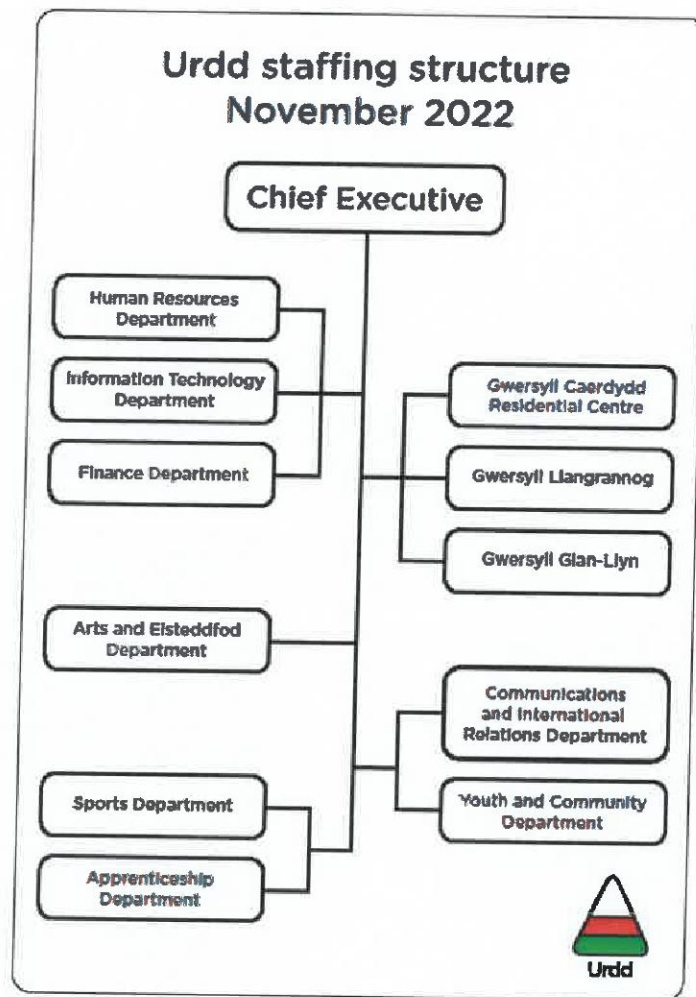 Urdd staffing structure
November 2022
Chief Executive
Human Resources
Department
Information Technology
Department
Finance Department
Gwersyll Caerdydd
Residential Centre
Gwersyll Llangrannog
Gwersyll Glan-Llyn
Arts and Eisteddfod
Department
Communications
and International
Relations Department
Youth and Community
Department
Sports Department
Apprenticeship
Department
Urdd